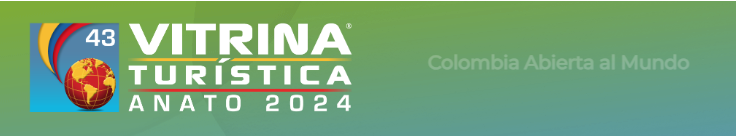 43
VITRINA®
TURÍSTICA
ANATO 2024
Colombia Abierta al Mundo